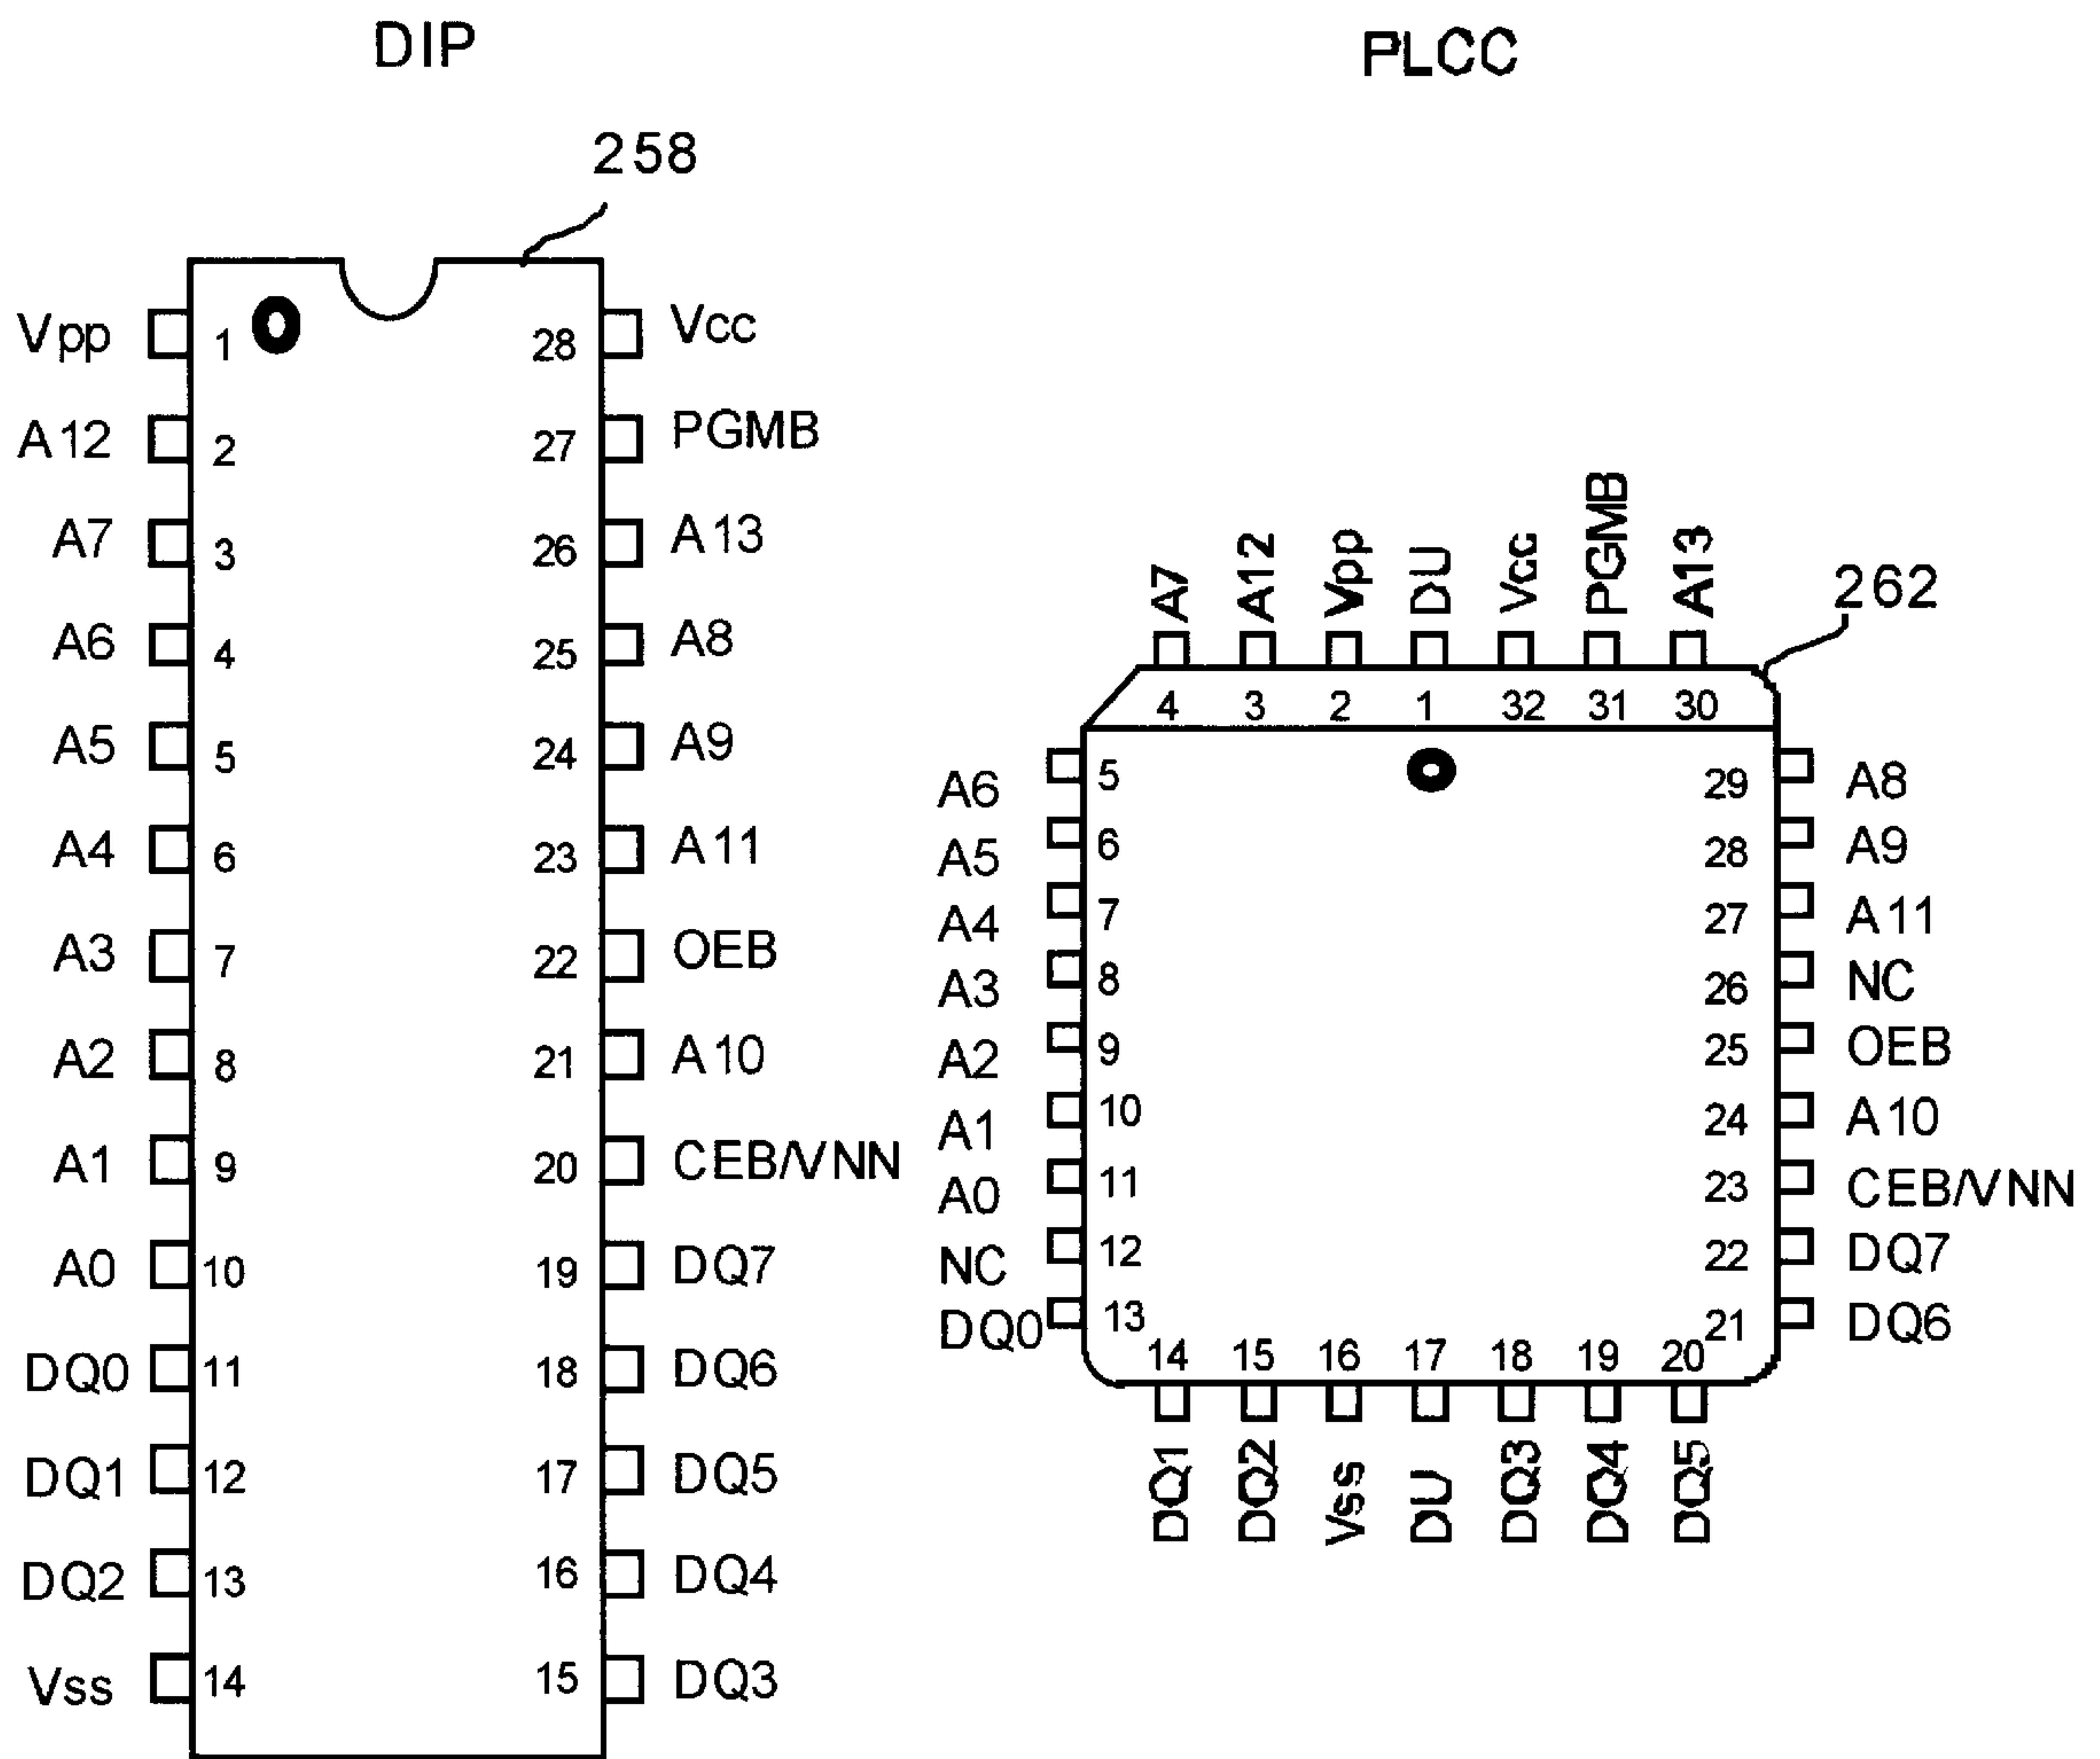 DIP
258
Vpp 1 28 Vcc
A12 2 27 PGMB
A7 3 26 A13
A6 4 25 A8
A5 5 24 A9
A4 6 23 A11
A3 7 22 OEB
A2 8 21 A10
A1 9 20 CEB/VNN
A0 10 19 DQ7
DQ0 11 18 DQ6
DQ1 12 17 DQ5
DQ2 13 16 DQ4
Vss 14 15 DQ3
PLCC
262
A7 A12 Vpp DU Vcc PGMB A13
4 3 2 1 32 31 30
A6 5 29 A8
A5 6 28 A9
A4 7 27 A11
A3 8 26 NC
A2 9 25 OEB
A1 10 24 A10
A0 11 23 CEB/VNN
NC 12 22 DQ7
DQ0 13 21 DQ6
14 15 16 17 18 19 20
DQ1 DQ2 Vss DU DQ3 DQ4 DQ5